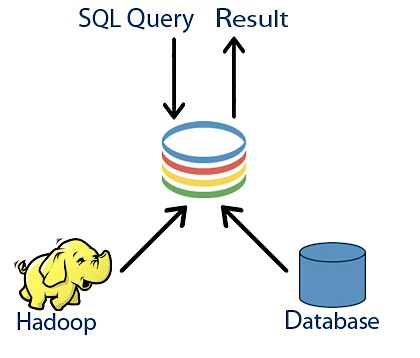 SQL Query Result
Hadoop
Database